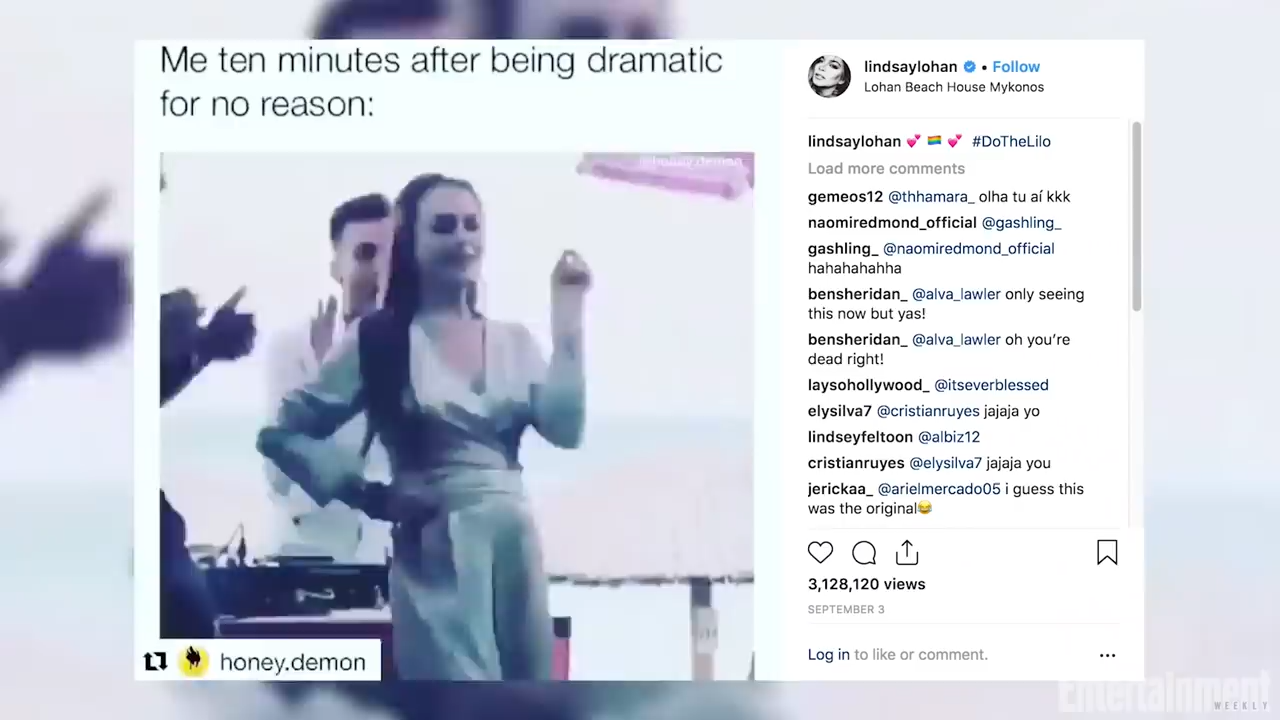 Me ten minutes after being dramatic
for no reason:
@honey.demon
honey.demon
lindsaylohan • Follow
Lohan Beach House Mykonos
lindsaylohan 💕 🏳️‍🌈 💕 #DoTheLilo
Load more comments
gemeos12 @thhamara_ olha tu aí kkk
naomiredmond_official @gashling_
gashling_ @naomiredmond_official
hahahahahha
bensheridan_ @alva_lawler only seeing
this now but yas!
bensheridan_ @alva_lawler oh you're
dead right!
laysohollywood_ @itseverblessed
elysilva7 @cristianruyes jajaja yo
lindseyfeltoon @albiz12
cristianruyes @elysilva7 jajaja you
jerickaa_ @arielmercado05 i guess this
was the original😂
3,128,120 views
SEPTEMBER 3
Log in to like or comment.
Entertainment
WEEKLY